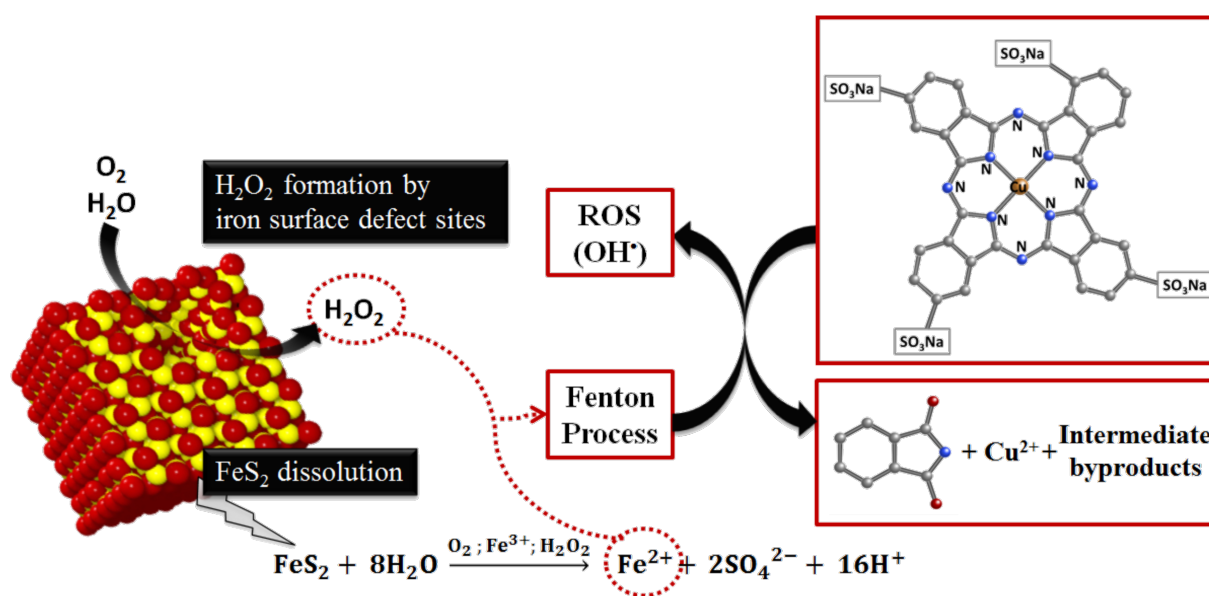 O₂
H₂O
H₂O₂ formation by
iron surface defect sites
H₂O₂
FeS₂ dissolution
FeS₂ + 8H₂O
O₂ ; Fe³⁺; H₂O₂
Fe²⁺ + 2SO₄²⁻ + 16H⁺
ROS
(OH•)
Fenton
Process
SO₃Na
SO₃Na
N
N
N
N
Cu
N
N
N
N
SO₃Na
SO₃Na
+ Cu²⁺ + Intermediate
byproducts